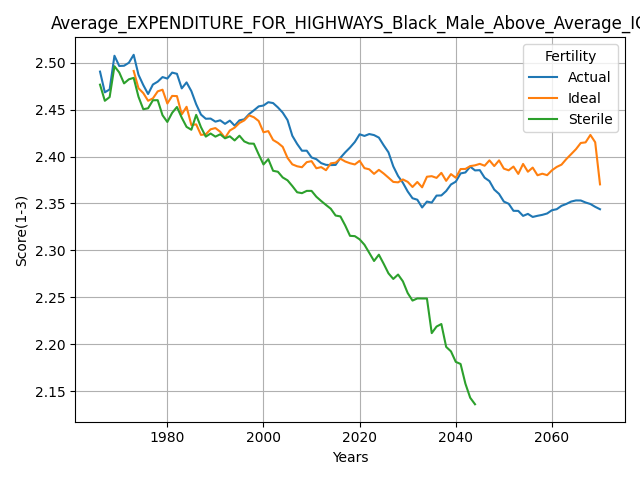 Average_EXPENDITURE_FOR_HIGHWAYS_Black_Male_Above_Average_IQ
Fertility
Actual
Ideal
Sterile
Score(1-3)
2.50
2.45
2.40
2.35
2.30
2.25
2.20
2.15
1980 2000 2020 2040 2060
Years